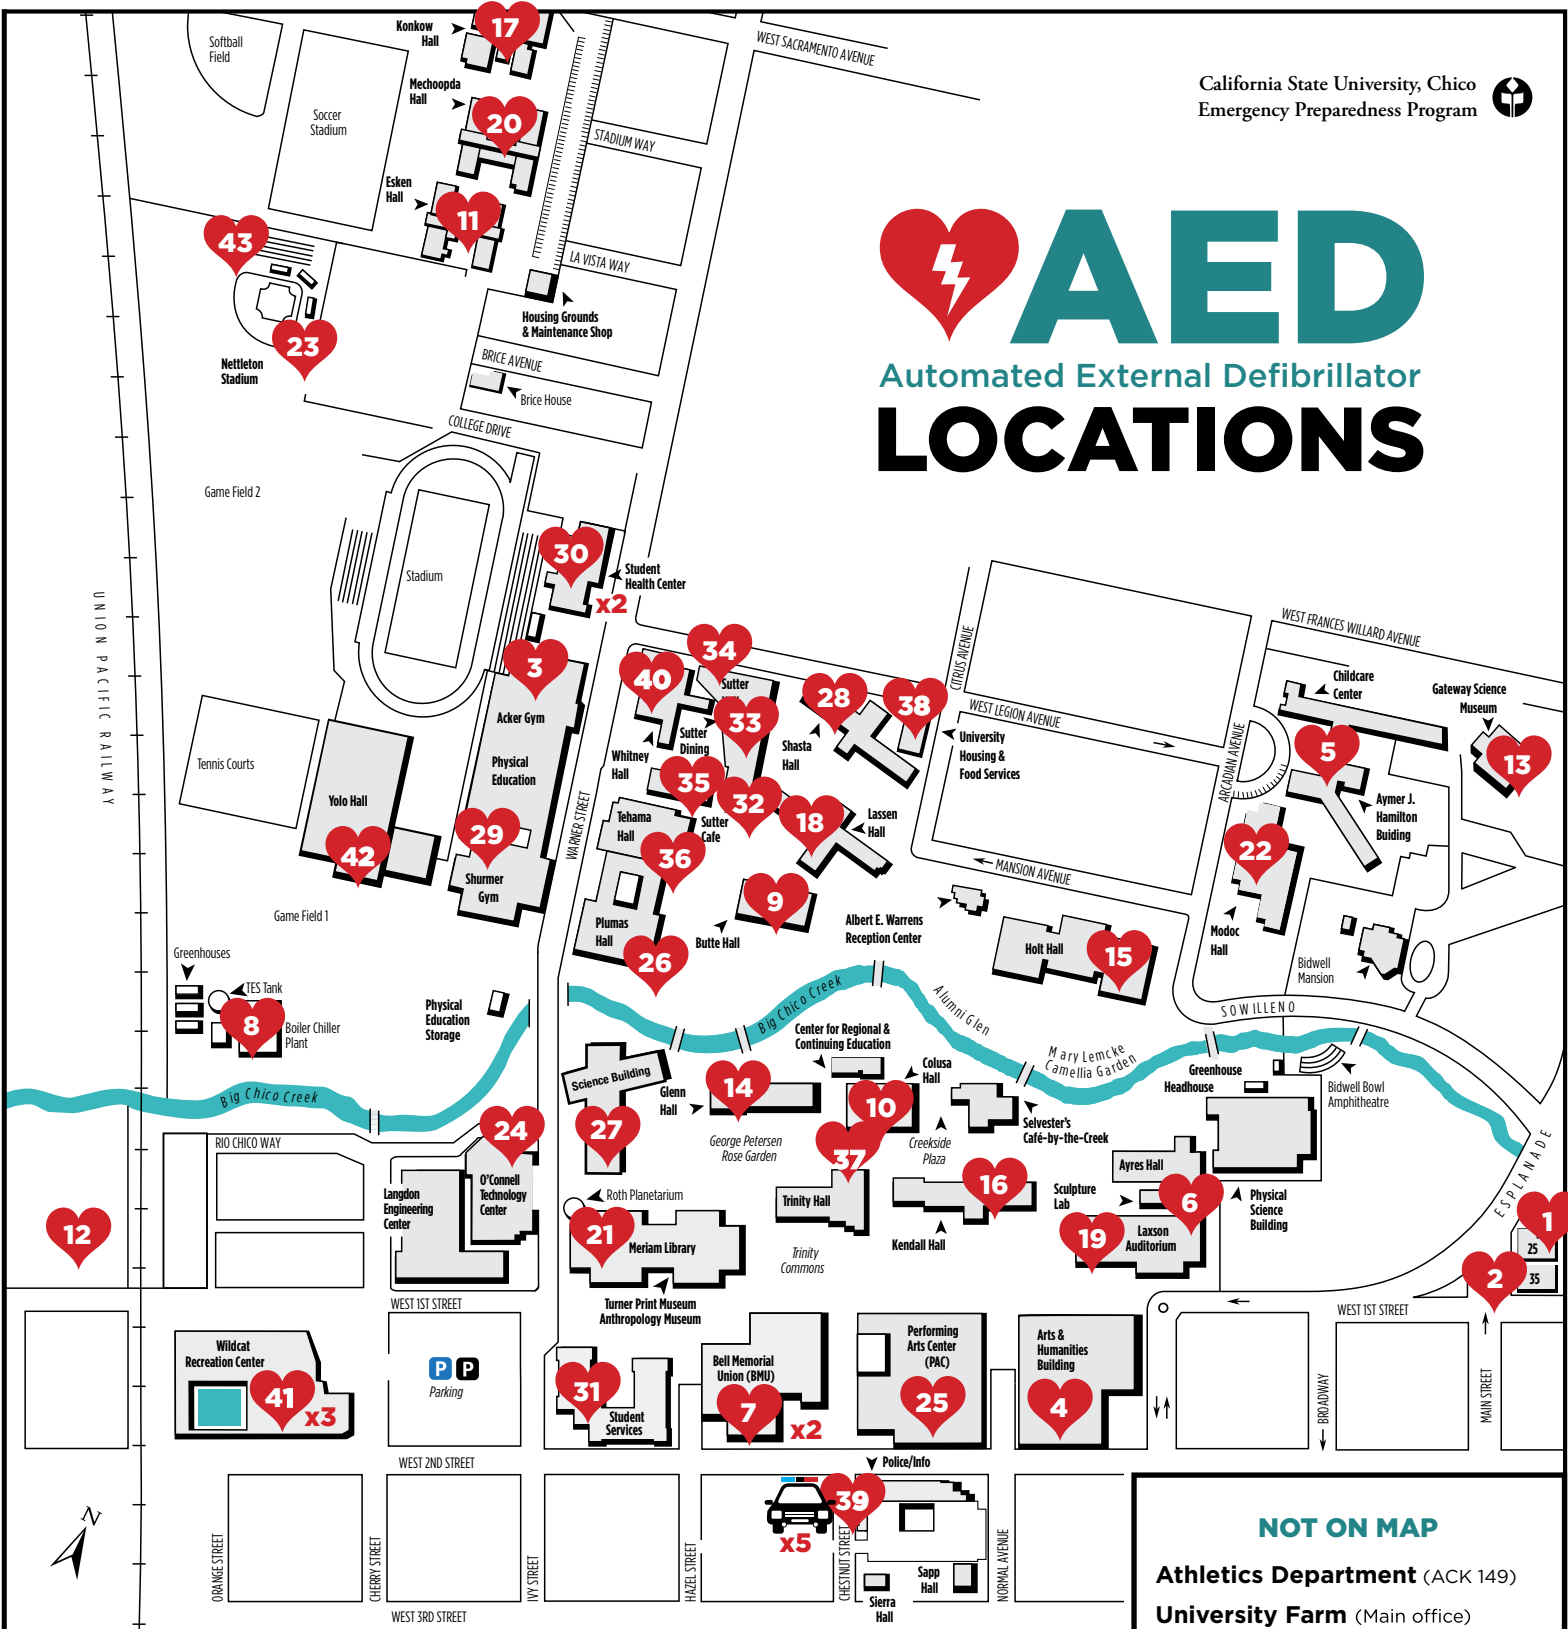 California State University, Chico
Emergency Preparedness Program
AED
Automated External Defibrillator
LOCATIONS
Konkow
Hall
17
WEST SACRAMENTO AVENUE
Softball
Field
Mechoopda
Hall
20
Soccer
Stadium
STADIUM WAY
Esken
Hall
11
43
LA VISTA WAY
Housing Grounds
& Maintenance Shop
23
Nettleton
Stadium
BRICE AVENUE
Brice House
COLLEGE DRIVE
Game Field 2
UNION PACIFIC RAILWAY
Stadium
30
Student
Health Center
x2
3
Acker Gym
Physical
Education
Tennis Courts
Yolo Hall
42
29
Shurmer
Gym
WARNER STREET
34
Sutter
40
33
Sutter
Dining
Whitney
Hall
35
32
Sutter
Cafe
Tehama
Hall
36
Plumas
Hall
26
28
Shasta
Hall
38
University
Housing &
Food Services
18
Lassen
Hall
9
Butte Hall
CITRUS AVENUE
WEST LEGION AVENUE
WEST FRANCES WILLARD AVENUE
ARCADIAN AVENUE
MANSION AVENUE
Childcare
Center
Gateway Science
Museum
5
13
Aymer J.
Hamilton
Buiding
22
Modoc
Hall
Bidwell
Mansion
Albert E. Warrens
Reception Center
Holt Hall
15
Game Field 1
Greenhouses
TES Tank
8
Boiler Chiller
Plant
Physical
Education
Storage
Big Chico Creek
Big Chico Creek
Alumni Glen
Mary Lemcke
Camellia Garden
SOWILLENO
Center for Regional &
Continuing Education
Science Building
27
Glenn
Hall
14
George Petersen
Rose Garden
Colusa
Hall
10
Creekside
Plaza
Selvester's
Café-by-the-Creek
37
Trinity Hall
16
Kendall Hall
Trinity
Commons
Greenhouse
Headhouse
Bidwell Bowl
Amphitheatre
Ayres Hall
Sculpture
Lab
6
19
Laxson
Auditorium
Physical
Science
Building
ESPLANADE
1
25
35
2
RIO CHICO WAY
24
O'Connell
Technology
Center
Langdon
Engineering
Center
12
Roth Planetarium
21
Meriam Library
Turner Print Museum
Anthropology Museum
WEST 1ST STREET
WEST 1ST STREET
Wildcat
Recreation Center
41
x3
P P
Parking
31
Student
Services
Bell Memorial
Union (BMU)
7
x2
Performing
Arts Center
(PAC)
25
Arts &
Humanities
Building
4
BROADWAY
MAIN STREET
WEST 2ND STREET
Police/Info
39
x5
Sapp
Hall
Sierra
Hall
N
ORANGE STREET
CHERRY STREET
IVY STREET
HAZEL STREET
CHESTNUT STREET
NORMAL AVENUE
WEST 3RD STREET
NOT ON MAP
Athletics Department (ACK 149)
University Farm (Main office)